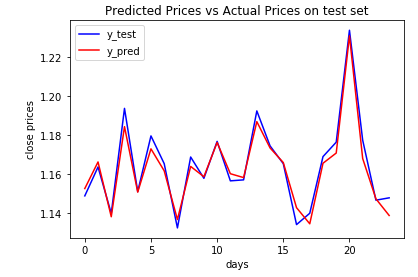 Predicted Prices vs Actual Prices on test set
y_test
y_pred
close prices
1.22
1.20
1.18
1.16
1.14
0
5
10
15
20
days